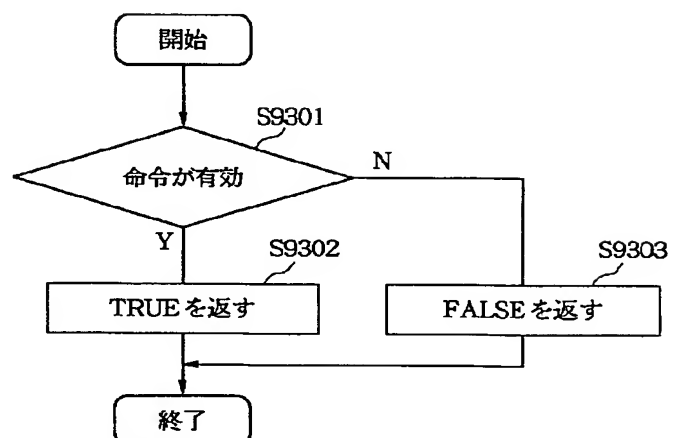 開始
S9301
命令が有効
N
Y
S9302
S9303
TRUEを返す
FALSEを返す
終了